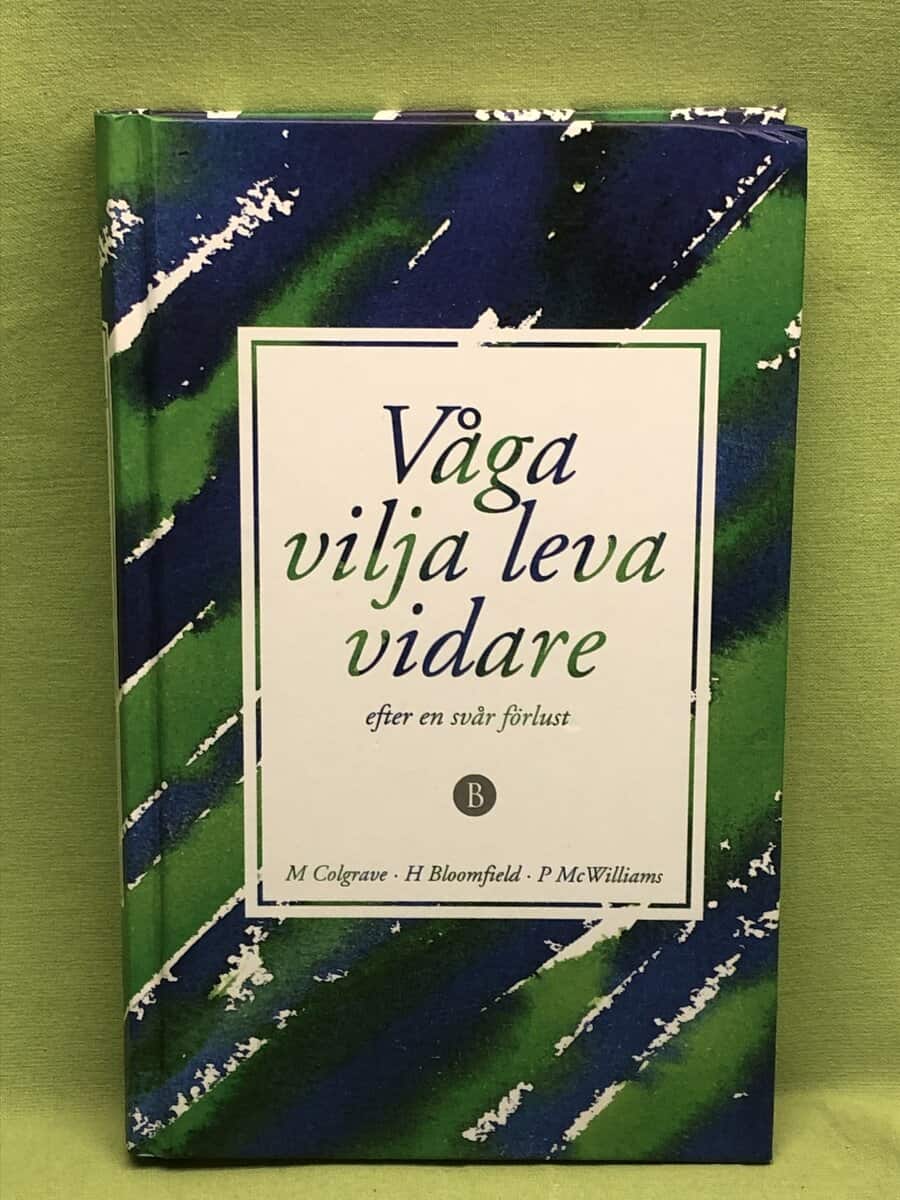 Våga
vilja leva
vidare
efter en svår förlust
B
M Colgrave · H Bloomfield · P McWilliams